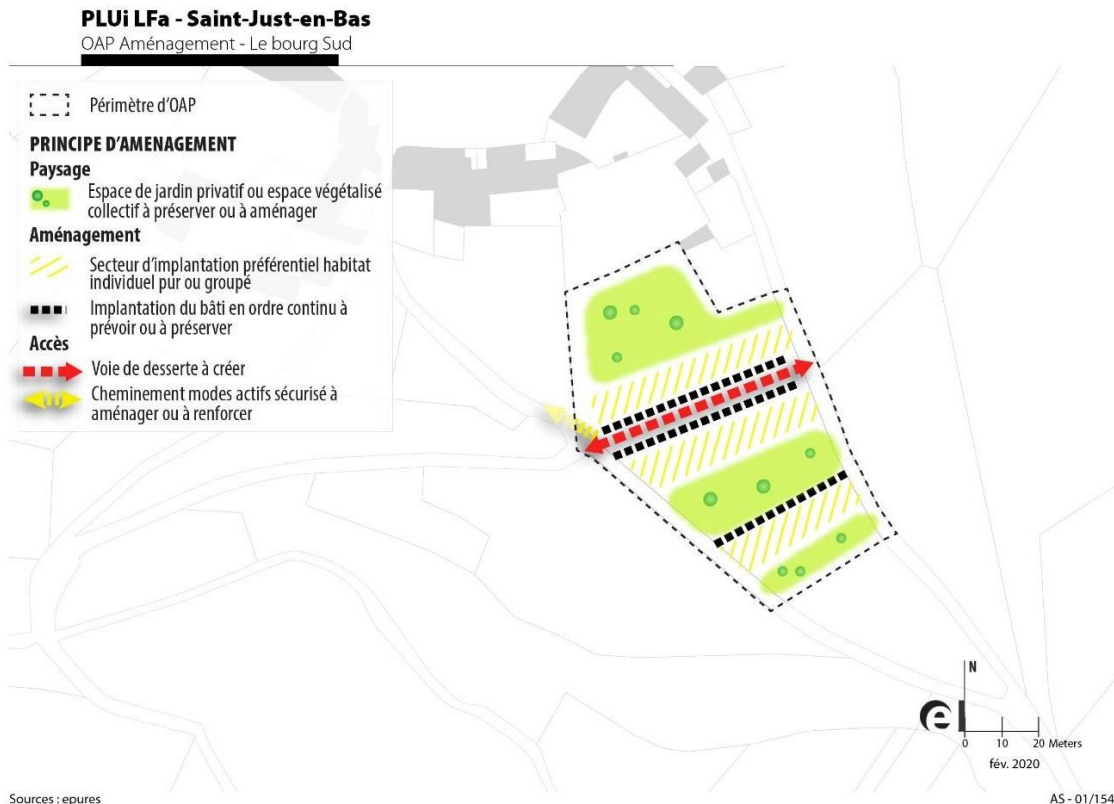 PLUi LFa - Saint-Just-en-Bas
OAP Aménagement - Le bourg Sud
Périmètre d'OAP
PRINCIPE D'AMENAGEMENT
Paysage
Espace de jardin privatif ou espace végétalisé
collectif à préserver ou à aménager
Aménagement
Secteur d'implantation préférentiel habitat
individuel pur ou groupé
Implantation du bâti en ordre continu à
prévoir ou à préserver
Accès
Voie de desserte à créer
Cheminement modes actifs sécurisé à
aménager ou à renforcer
N
e
0 10 20 Meters
fév. 2020
Sources : epures
AS - 01/154